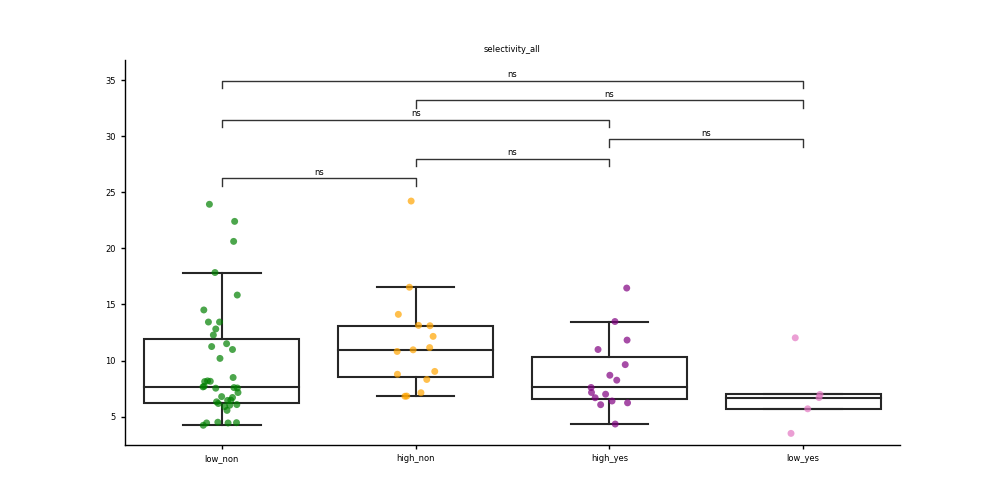 selectivity_all
35
30
25
20
15
10
5
ns
ns
ns
ns
ns
ns
low_non
high_non
high_yes
low_yes